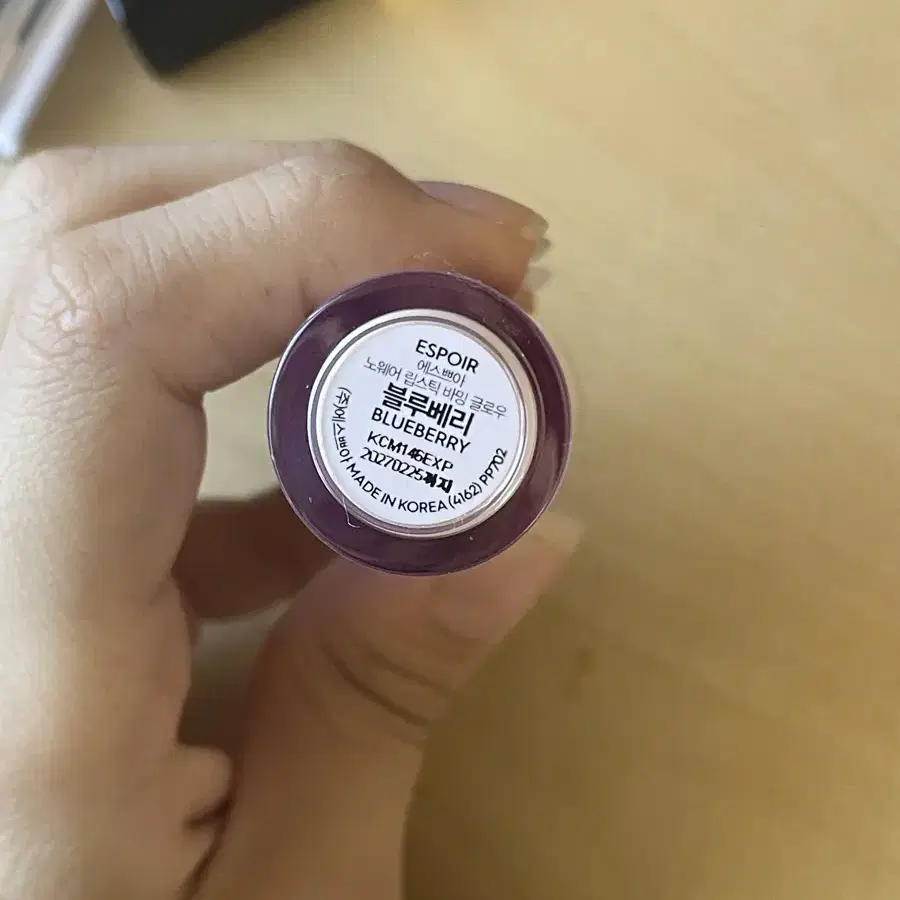 ESPOIR
에스쁘아
노웨어 립스틱 바밍 글로우
블루베리
BLUEBERRY
KCM146EXP
20270225까지
(주)에스쁘아 MADE IN KOREA (4162) PP702